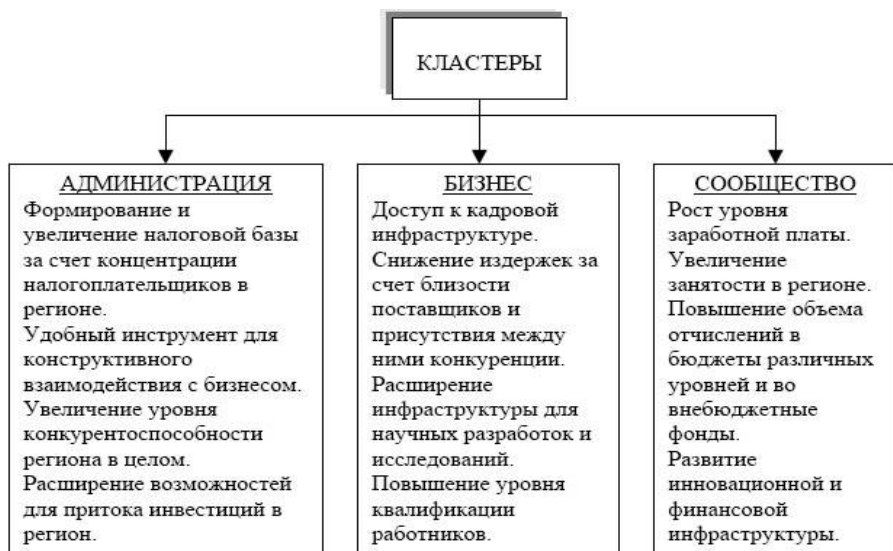 КЛАСТЕРЫ
АДМИНИСТРАЦИЯ
Формирование и
увеличение налоговой базы
за счет концентрации
налогоплательщиков в
регионе.
Удобный инструмент для
конструктивного
взаимодействия с бизнесом.
Увеличение уровня
конкурентоспособности
региона в целом.
Расширение возможностей
для притока инвестиций в
регион.
БИЗНЕС
Доступ к кадровой
инфраструктуре.
Снижение издержек за
счет близости
поставщиков и
присутствия между
ними конкуренции.
Расширение
инфраструктуры для
научных разработок и
исследований.
Повышение уровня
квалификации
работников.
СООБЩЕСТВО
Рост уровня
заработной платы.
Увеличение
занятости в регионе.
Повышение объема
отчислений в
бюджеты различных
уровней и во
внебюджетные
фонды.
Развитие
инновационной и
финансовой
инфраструктуры.